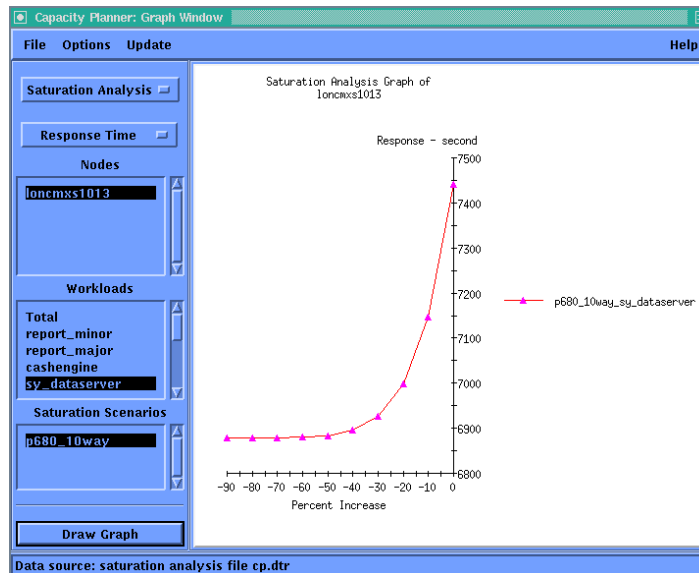 Capacity Planner: Graph Window
File Options Update Help
Saturation Analysis
Response Time
Nodes
loncmxs1013
Workloads
Total
report_minor
report_major
cashengine
sy_dataserver
Saturation Scenarios
p680_10way
Draw Graph
Saturation Analysis Graph of
loncmxs1013
Response - second
7500
7400
7300
7200
7100
7000
6900
6800
-90 -80 -70 -60 -50 -40 -30 -20 -10 0
Percent Increase
p680_10way_sy_dataserver
Data source: saturation analysis file cp.dtr